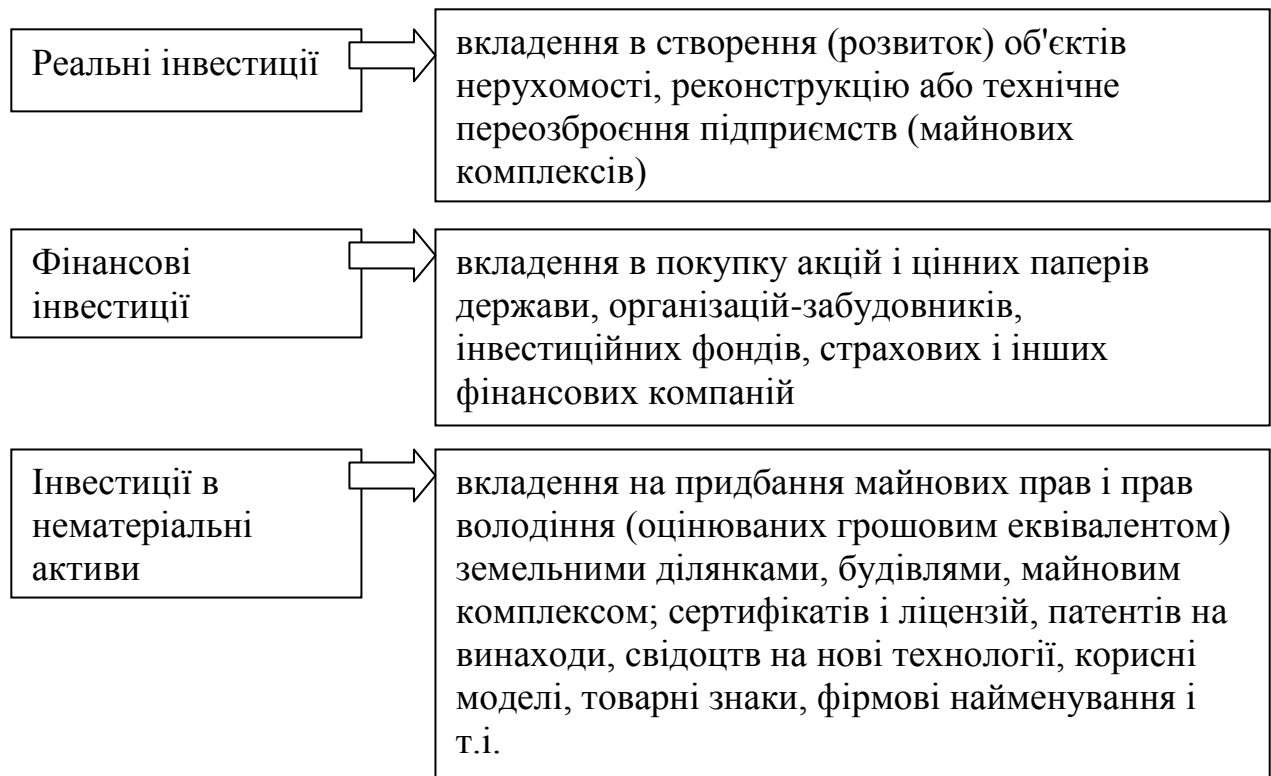 Реальні інвестиції
вкладення в створення (розвиток) об'єктів
нерухомості, реконструкцію або технічне
переозброєння підприємств (майнових
комплексів)
Фінансові
інвестиції
вкладення в покупку акцій і цінних паперів
держави, організацій-забудовників,
інвестиційних фондів, страхових і інших
фінансових компаній
Інвестиції в
нематеріальні
активи
вкладення на придбання майнових прав і прав
володіння (оцінюваних грошовим еквівалентом)
земельними ділянками, будівлями, майновим
комплексом; сертифікатів і ліцензій, патентів на
винаходи, свідоцтв на нові технології, корисні
моделі, товарні знаки, фірмові найменування і
т.і.